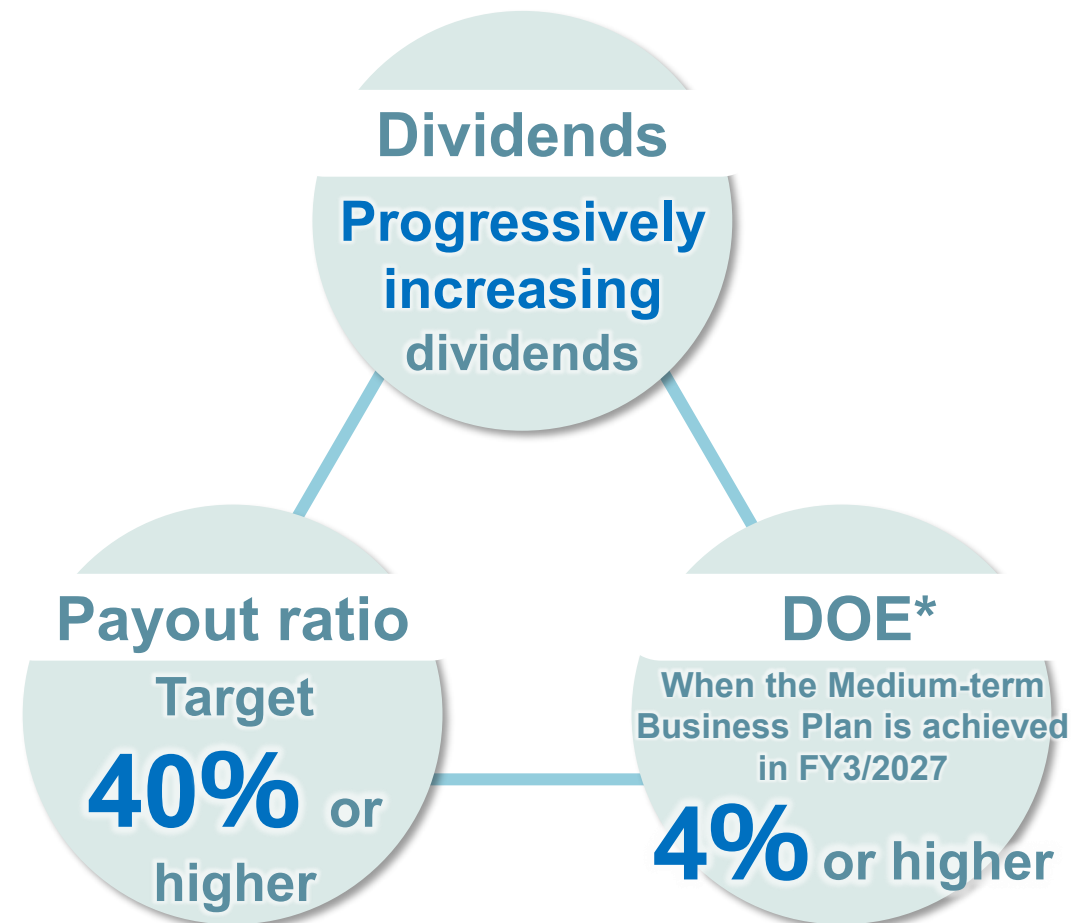 Dividends
Progressively
increasing
dividends
Payout ratio
Target
40% or
higher
DOE*
When the Medium-term
Business Plan is achieved
in FY3/2027
4% or higher